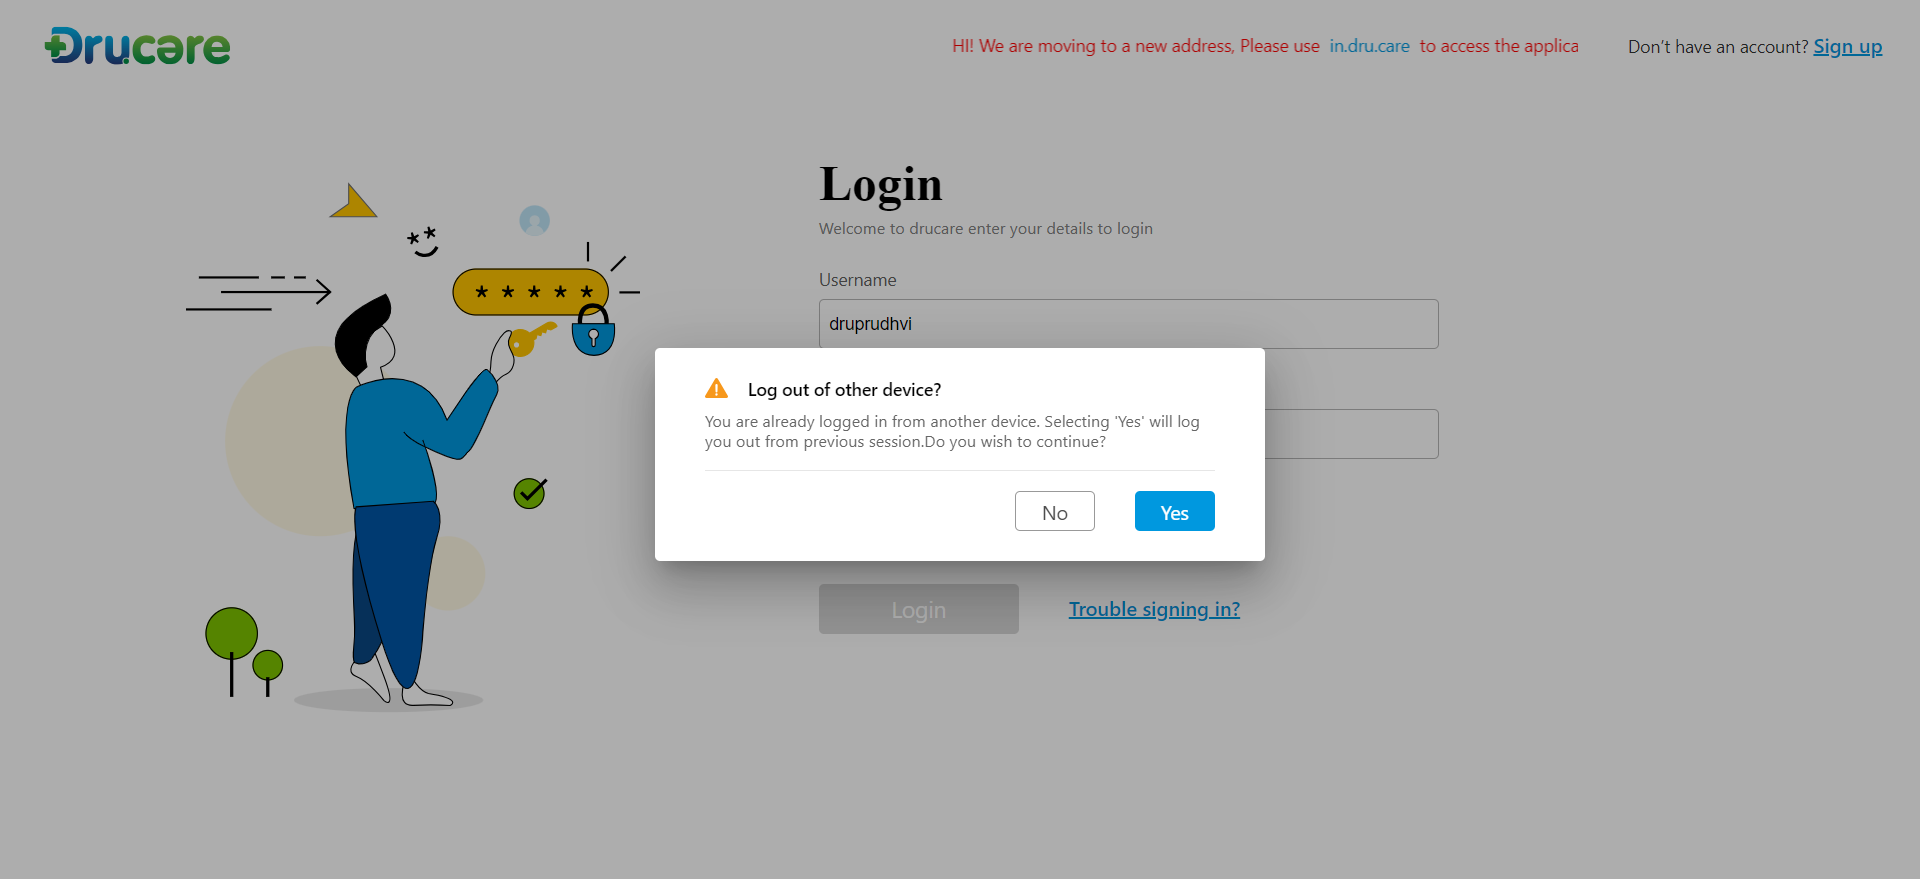 Drucare
HI! We are moving to a new address, Please use in.dru.care to access the applica
Don't have an account? Sign up
Login
Welcome to drucare enter your details to login
Username
druprudhvi
* * * * *
Log out of other device?
You are already logged in from another device. Selecting 'Yes' will log
you out from previous session.Do you wish to continue?
No
Yes
Login
Trouble signing in?